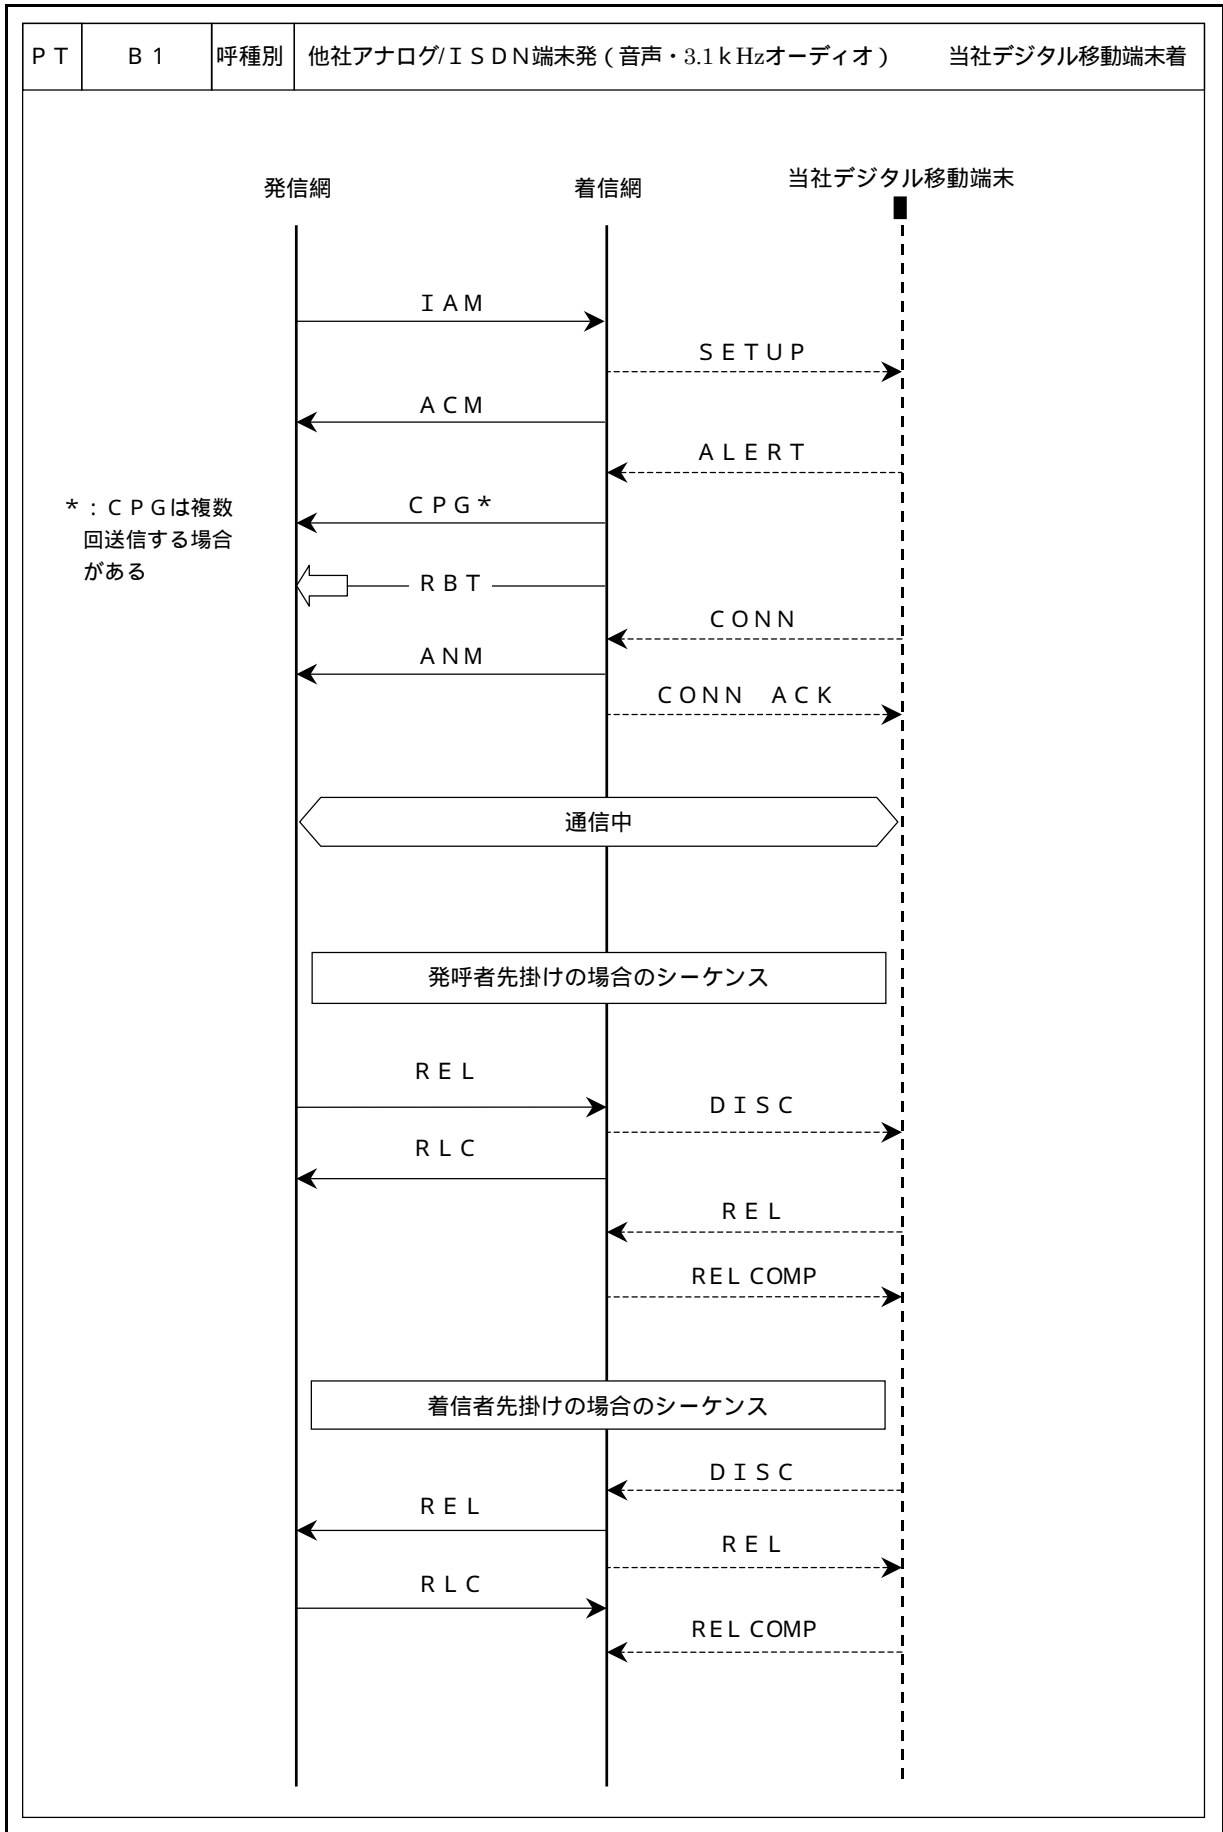 ＰＴ Ｂ１ 呼種別 他社アナログ/ＩＳＤＮ端末発（音声・3.1ｋHzオーディオ） 当社デジタル移動端末着
発信網 着信網 当社デジタル移動端末
ＩＡＭ
ＳＥＴＵＰ
ＡＣＭ
ＡＬＥＲＴ
＊：ＣＰＧは複数
回送信する場合
がある
ＣＰＧ＊
ＲＢＴ
ＣＯＮＮ
ＡＮＭ
ＣＯＮＮ ＡＣＫ
通信中
発呼者先掛けの場合のシーケンス
ＲＥＬ
ＤＩＳＣ
ＲＬＣ
ＲＥＬ
REL COMP
着信者先掛けの場合のシーケンス
ＤＩＳＣ
ＲＥＬ
ＲＥＬ
ＲＬＣ
REL COMP